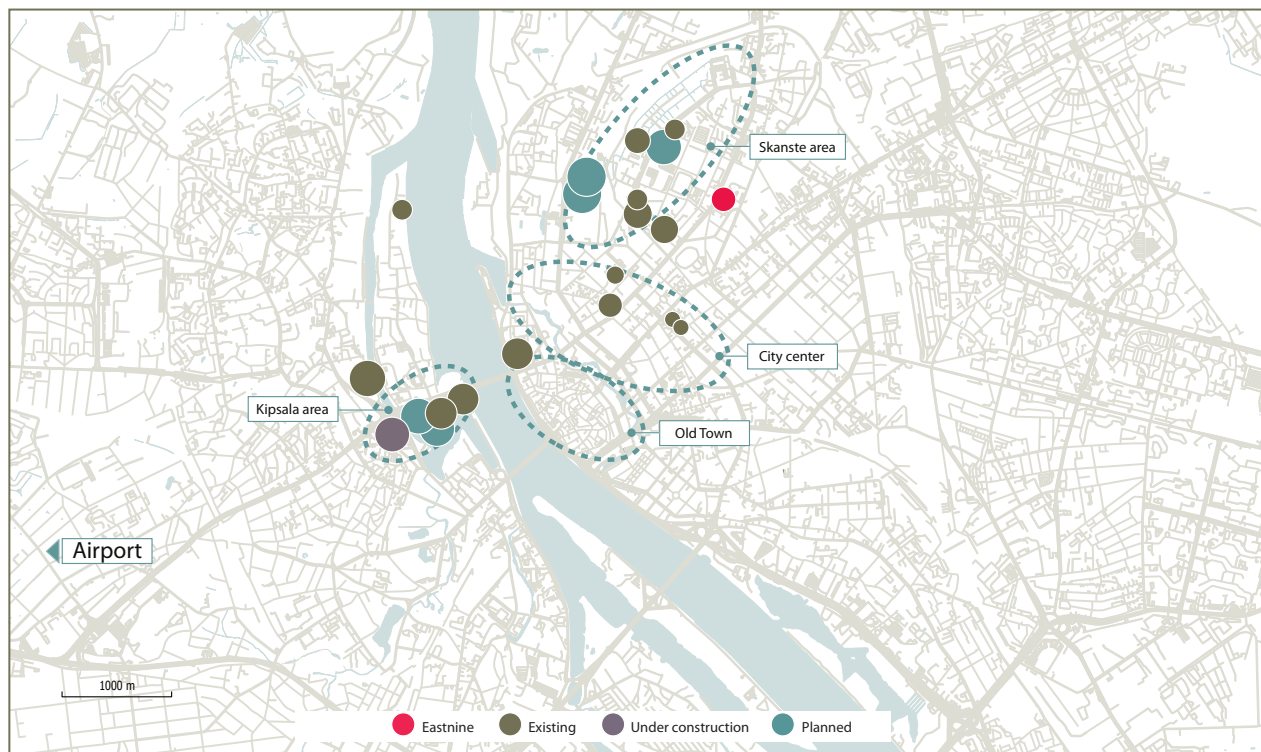 Skanste area
City center
Kipsala area
Old Town
Airport
1000 m
Eastnine
Existing
Under construction
Planned